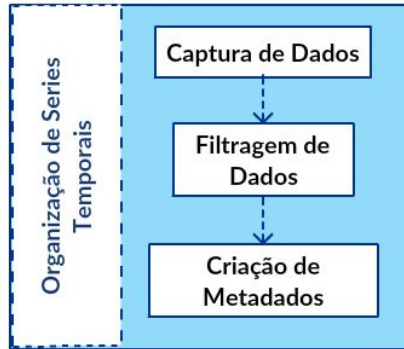 Organização de Series
Temporais
Captura de Dados
Filtragem de
Dados
Criação de
Metadados